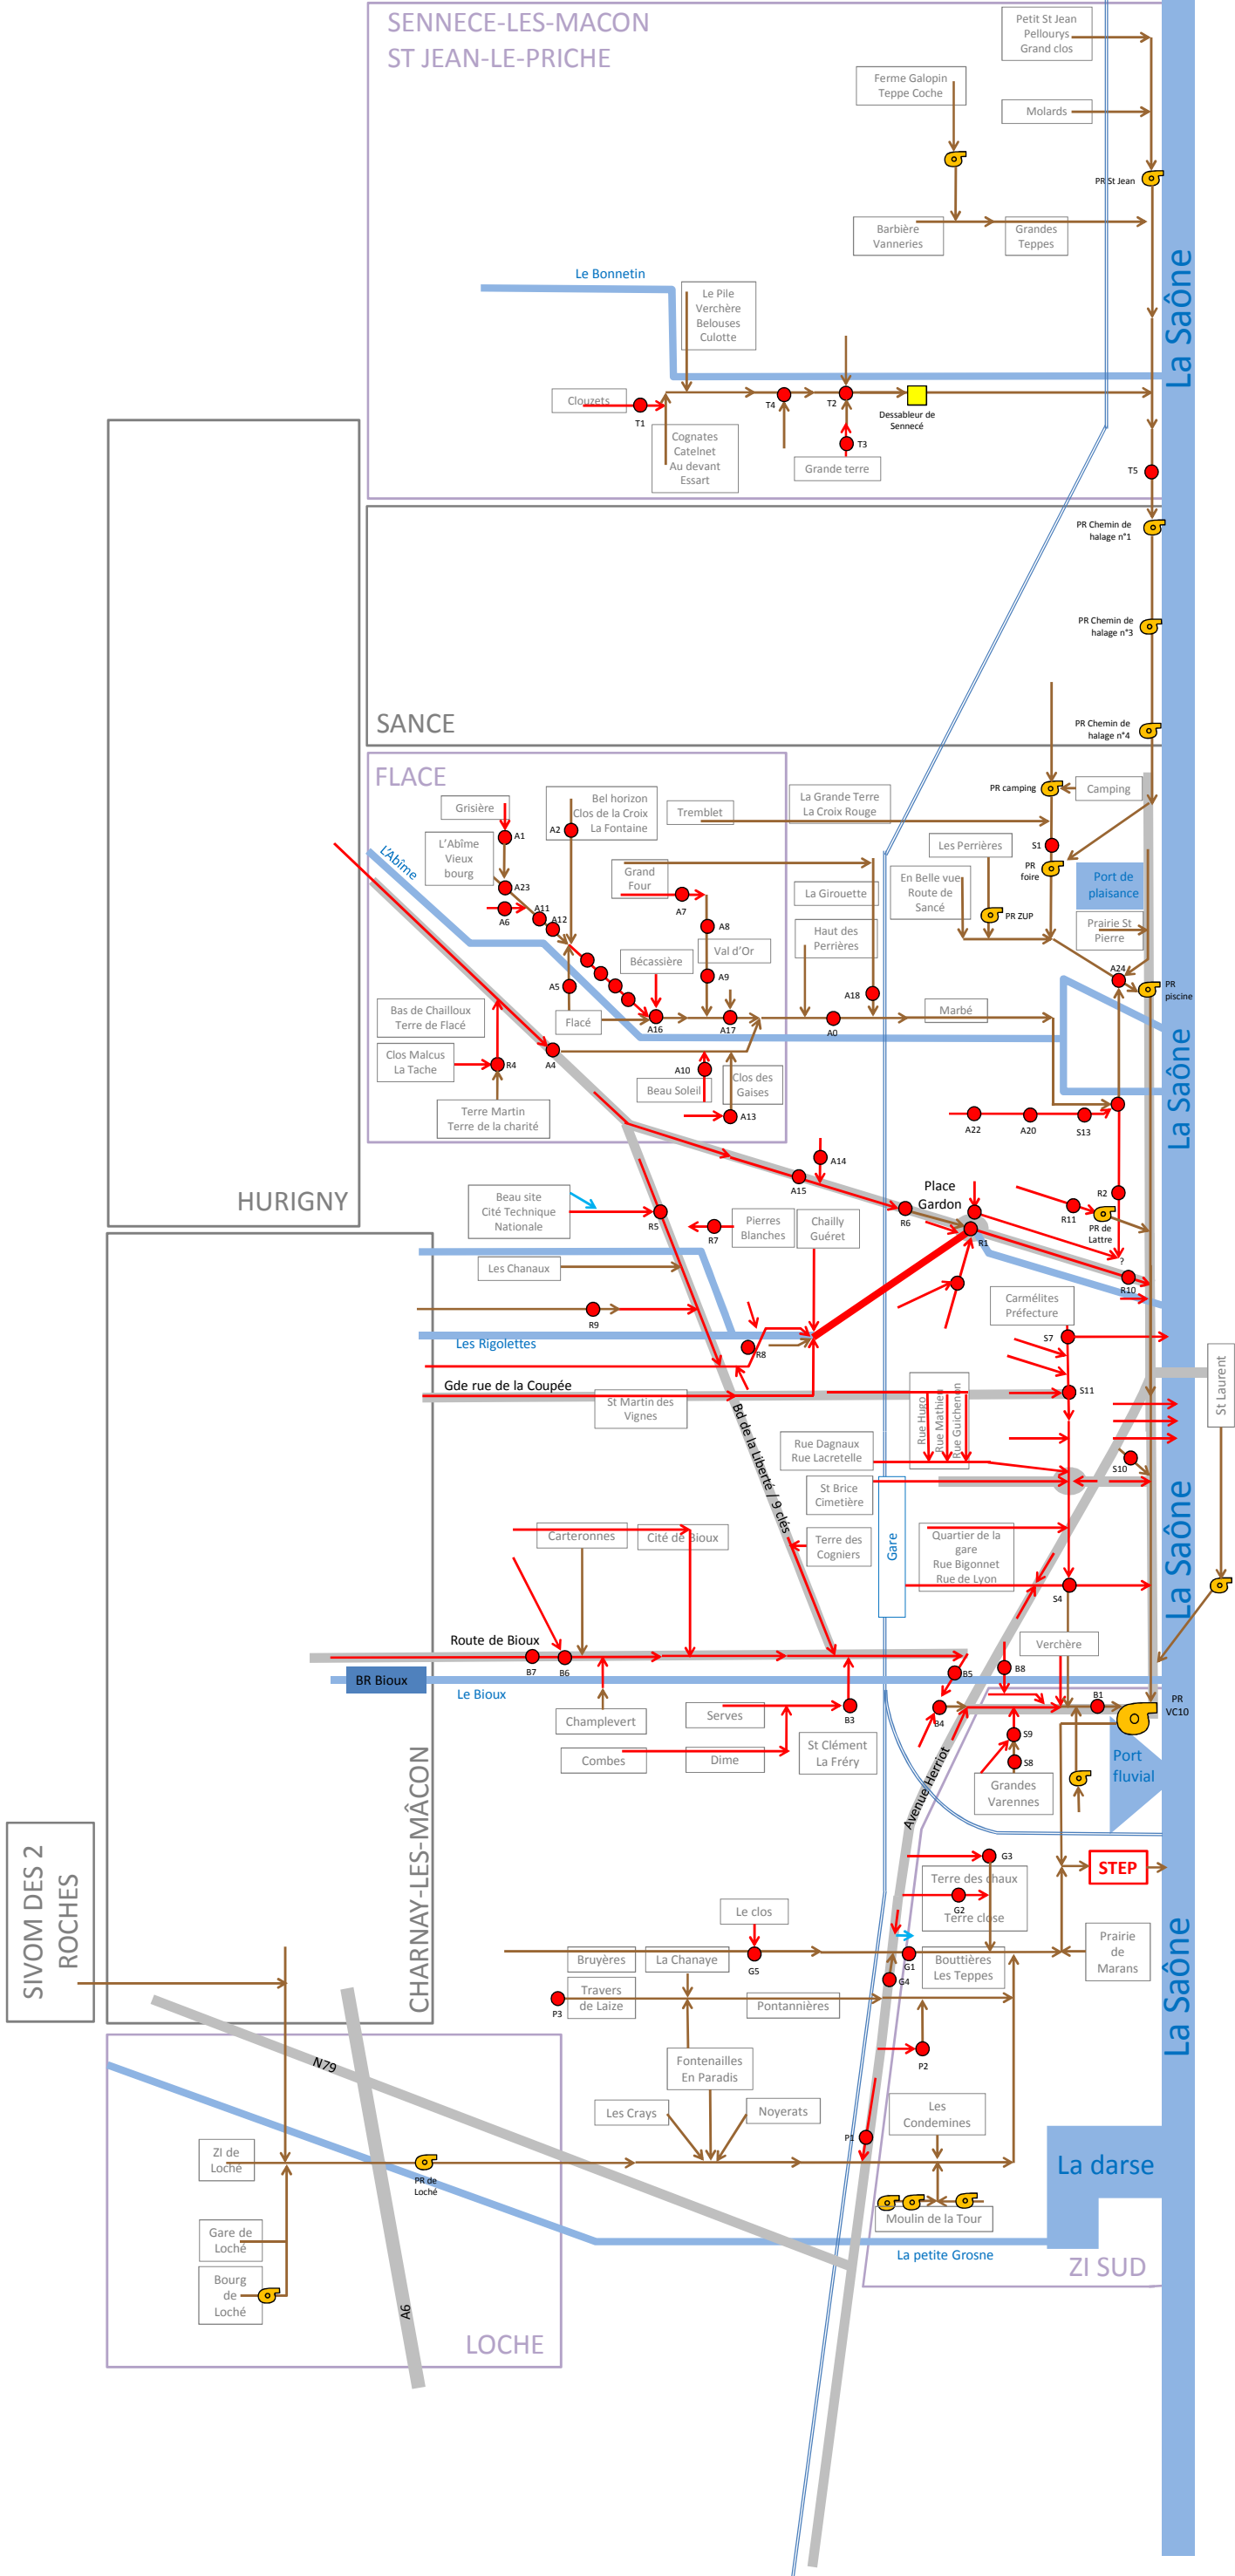 SENNECE-LES-MACON
ST JEAN-LE-PRICHE
Petit St Jean
Pellourys
Grand clos
Ferme Galopin
Teppe Coche
Molards
PR St Jean
Barbière
Vanneries
Grandes
Teppes
La Saône
Le Bonnetin
Le Pile
Verchère
Belouses
Culotte
Clouzets
T1
T4
T2
Dessableur de
Sennecé
Cognates
Catelnet
Au devant
Essart
T3
Grande terre
T5
PR Chemin de
halage n°1
PR Chemin de
halage n°3
SANCE
PR Chemin de
halage n°4
FLACE
Grisière
A1
Bel horizon
Clos de la Croix
La Fontaine
A2
Tremblet
La Grande Terre
La Croix Rouge
PR camping
Camping
L'Abîme
L'Abîme
Vieux
bourg
A23
A6
A11
A12
Grand
Four
A7
A8
La Girouette
Les Perrières
S1
PR
foire
En Belle vue
Route de
Sancé
PR ZUP
Port de
plaisance
Prairie St
Pierre
Haut des
Perrières
Val d'Or
Bécassière
A9
A5
A18
A24
PR
piscine
Bas de Chailloux
Terre de Flacé
Flacé
A16
A17
A0
Marbé
Clos Malcus
La Tache
R4
A4
A10
Beau Soleil
Clos des
Gaises
A13
Terre Martin
Terre de la charité
A22
A20
S13
La Saône
HURIGNY
A14
A15
Place
Gardon
R6
R1
R11
R2
PR de
Lattre
?
R10
Beau site
Cité Technique
Nationale
R5
R7
Pierres
Blanches
Chailly
Guéret
Les Chanaux
R9
Les Rigolettes
R8
Carmélites
Préfecture
S7
Gde rue de la Coupée
St Martin des
Vignes
S11
St Laurent
Rue Hugo
Rue Mathieu
Rue Guichenon
Rue Dagnaux
Rue Lacretelle
S10
St Brice
Cimetière
Bd de la Liberté / 9 clés
Gare
La Saône
Carteronnes
Cité de Bioux
Terre des
Cogniers
Quartier de la
gare
Rue Bigonnet
Rue de Lyon
S4
Route de Bioux
B7
B6
Verchère
BR Bioux
Le Bioux
B5
B8
B3
B4
B1
PR
VC10
Champlevert
Serves
Combes
Dime
St Clément
La Fréry
S9
S8
Grandes
Varennes
Port
fluvial
Avenue Herriot
CHARNAY-LES-MÂCON
SIVOM DES 2
ROCHES
G3
Terre des chaux
G2
Terre close
STEP
Le clos
G5
Bruyères
La Chanaye
G1
Bouttières
Les Teppes
Prairie
de
Marans
G4
P3
Travers
de Laize
Pontannières
La Saône
P2
N79
Fontenailles
En Paradis
Les Crays
Noyerats
Les
Condemines
P1
ZI de
Loché
PR de
Loché
La darse
Moulin de la Tour
Gare de
Loché
La petite Grosne
ZI SUD
Bourg
de
Loché
A6
LOCHE